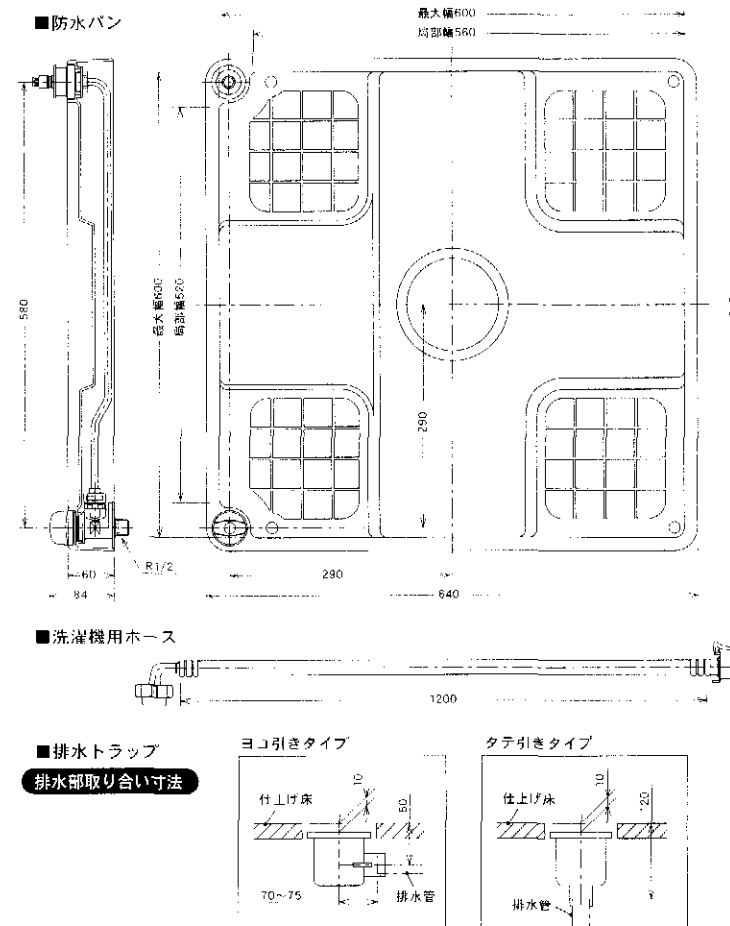 ■防水パン
最大幅600
局部幅560
580
最大幅600
局部幅520
290
60
84
R1/2
290
640
■洗濯機用ホース
1200
■排水トラップ
排水部取り合い寸法
ヨコ引きタイプ
仕上げ床
10
50
70~75
排水管
タテ引きタイプ
仕上げ床
10
120
排水管